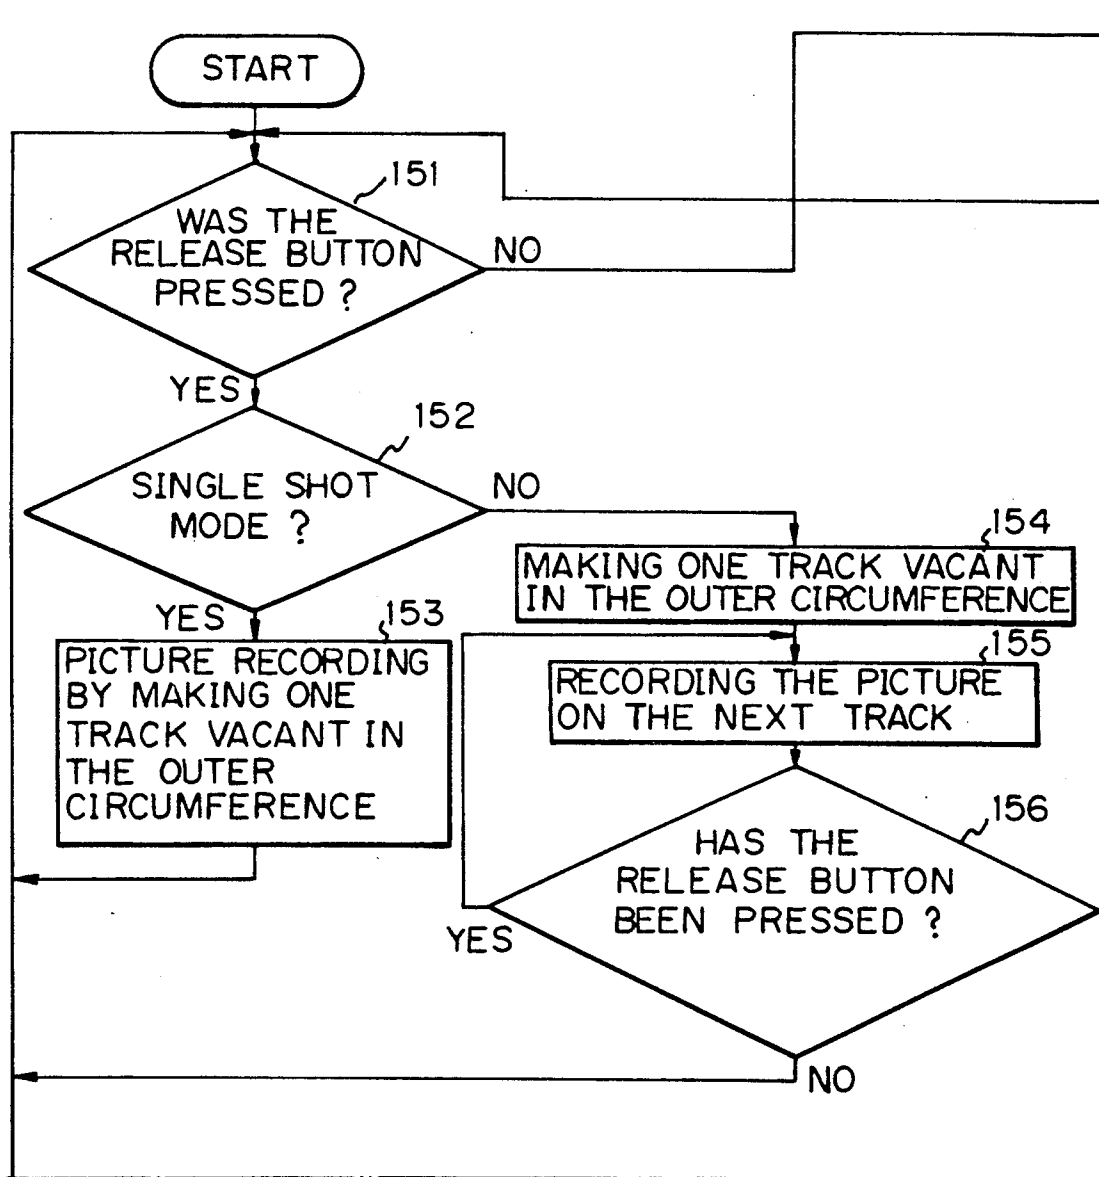 START
151
WAS THE
RELEASE BUTTON
PRESSED ?
NO
YES
152
SINGLE SHOT
MODE ?
NO
YES
153
PICTURE RECORDING
BY MAKING ONE
TRACK VACANT IN
THE OUTER
CIRCUMFERENCE
154
MAKING ONE TRACK VACANT
IN THE OUTER CIRCUMFERENCE
155
RECORDING THE PICTURE
ON THE NEXT TRACK
156
HAS THE
RELEASE BUTTON
BEEN PRESSED ?
YES
NO